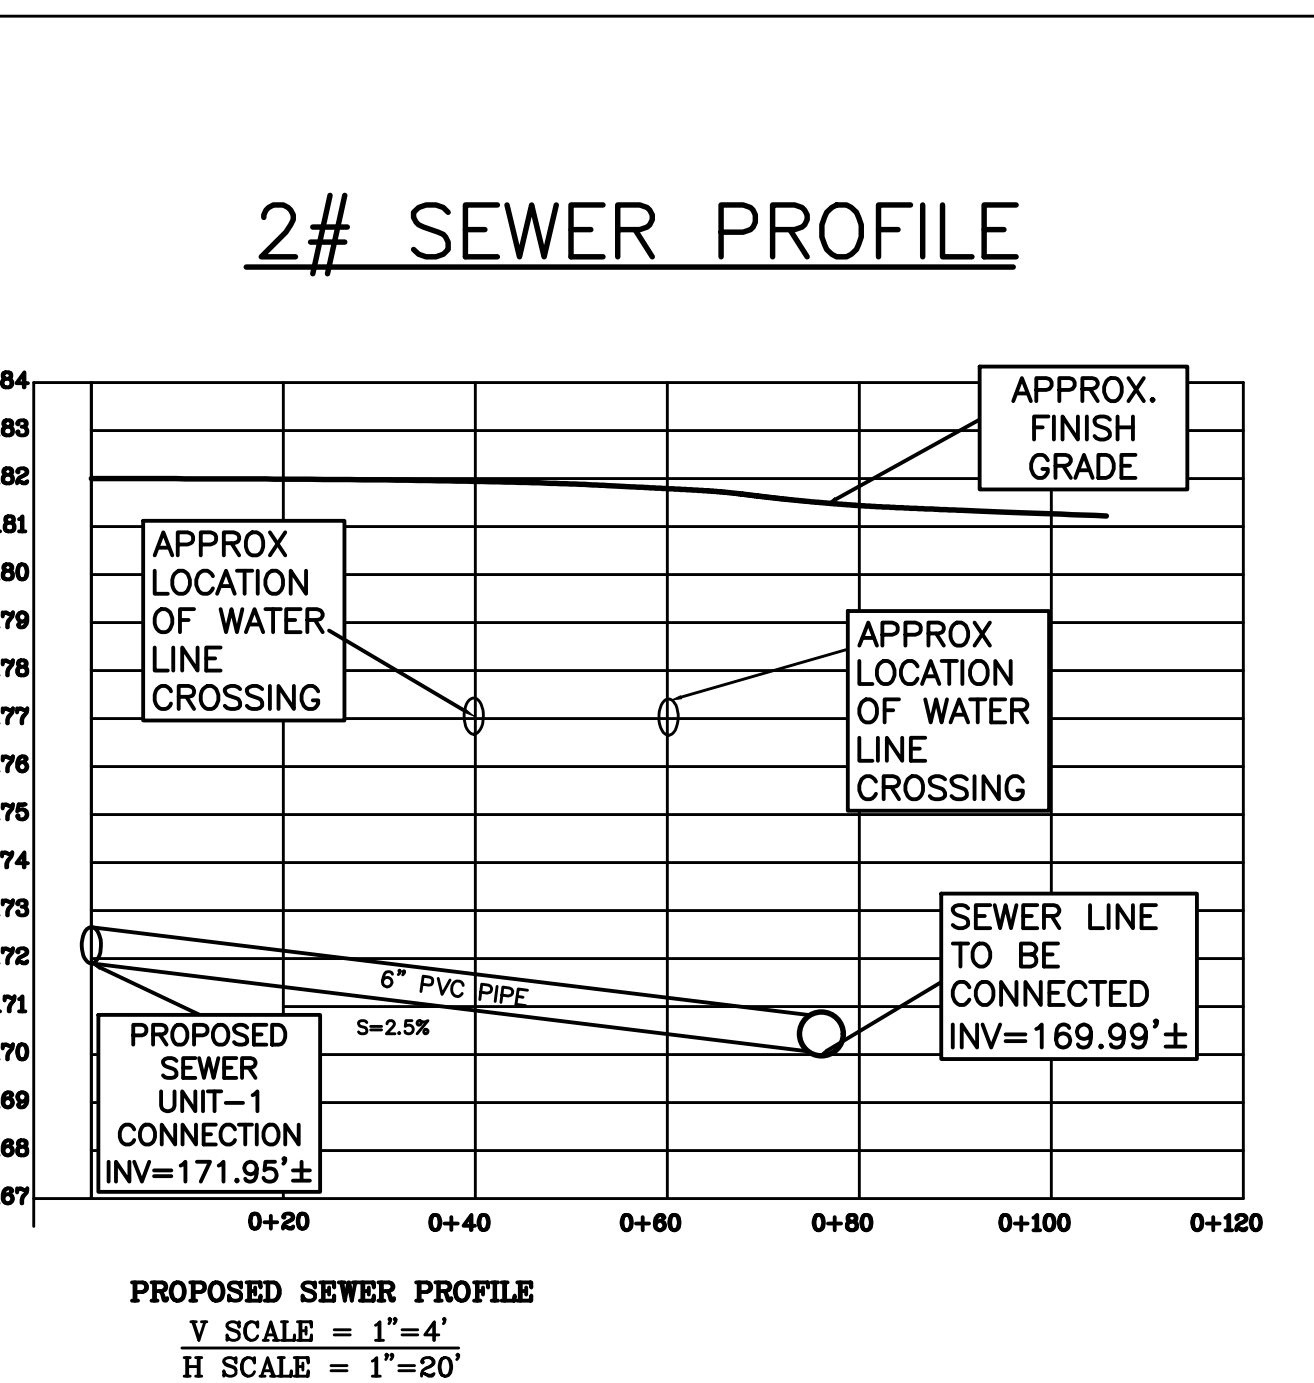 2# SEWER PROFILE
84
83
82
81
80
79
78
77
76
75
74
73
72
71
70
69
68
67
APPROX.
FINISH
GRADE
APPROX
LOCATION
OF WATER
LINE
CROSSING
APPROX
LOCATION
OF WATER
LINE
CROSSING
SEWER LINE
TO BE
CONNECTED
INV=169.99'±
6" PVC PIPE
S=2.5%
PROPOSED
SEWER
UNIT-1
CONNECTION
INV=171.95'±
0+20
0+40
0+60
0+80
0+100
0+120
PROPOSED SEWER PROFILE
V SCALE = 1"=4'
H SCALE = 1"=20'